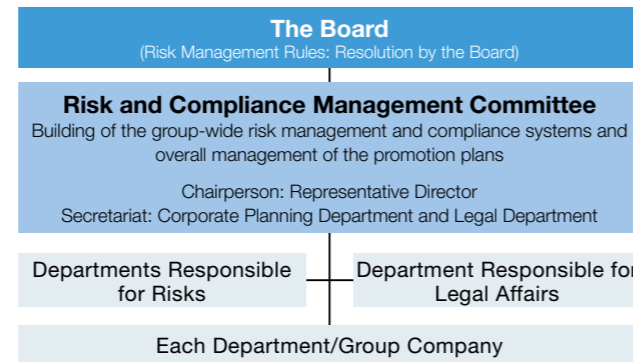 The Board
(Risk Management Rules: Resolution by the Board)
Risk and Compliance Management Committee
Building of the group-wide risk management and compliance systems and
overall management of the promotion plans
Chairperson: Representative Director
Secretariat: Corporate Planning Department and Legal Department
Departments Responsible
for Risks
Department Responsible for
Legal Affairs
Each Department/Group Company